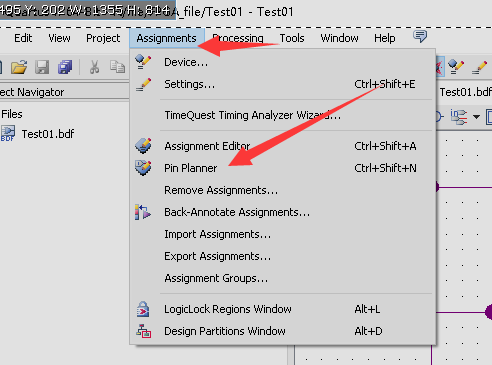 495 Y: 202 W: 1355 H: 814
A_file/Test01 - Test01
Edit View Project Assignments Processing Tools Window Help
ect Navigator
Files
Test01.bdf
Device...
Settings... Ctrl+Shift+E
TimeQuest Timing Analyzer Wizard...
Assignment Editor Ctrl+Shift+A
Pin Planner Ctrl+Shift+N
Remove Assignments...
Back-Annotate Assignments...
Import Assignments...
Export Assignments...
Assignment Groups...
LogicLock Regions Window Alt+L
Design Partitions Window Alt+D
Test01.b